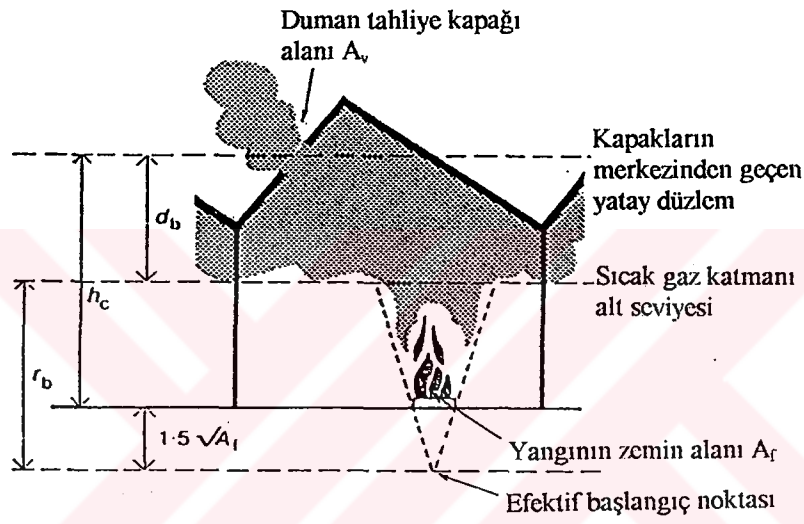 Duman tahliye kapağı
alanı Aᵥ
Kapakların
merkezinden geçen
yatay düzlem
d_b
Sıcak gaz katmanı
alt seviyesi
h_c
r_b
1·5 √A_f
Yangının zemin alanı A_f
Efektif başlangıç noktası